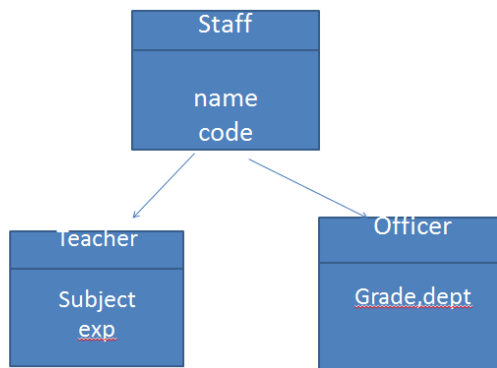 Staff
name
code
Teacher
Subject
exp
Officer
Grade,dept